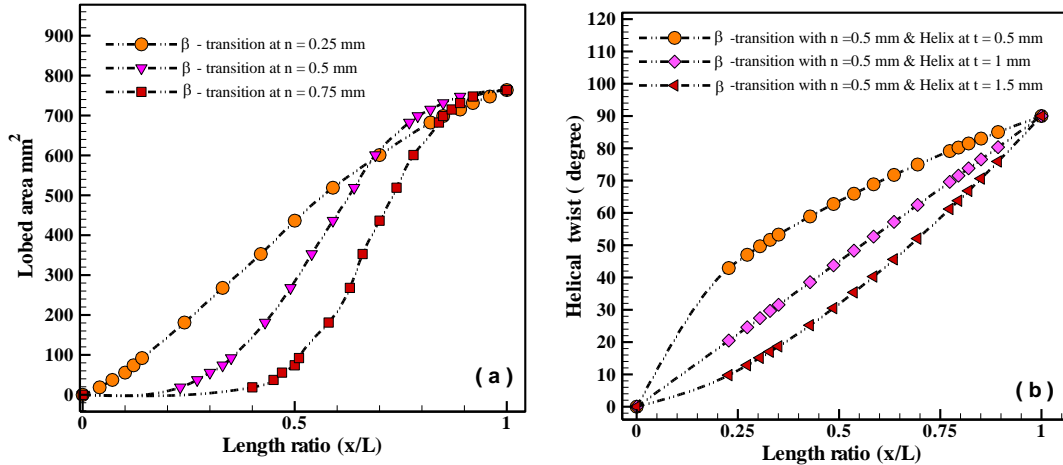 900
800
700
600
500
400
300
200
100
0
Lobed area mm²
β - transition at n = 0.25 mm
β - transition at n = 0.5 mm
β - transition at n = 0.75 mm
( a )
0
0.5
1
Length ratio (x/L)
120
110
100
90
80
70
60
50
40
30
20
10
0
Helical twist ( degree)
β -transition with n =0.5 mm & Helix at t = 0.5 mm
β -transition with n =0.5 mm & Helix at t = 1 mm
β -transition with n =0.5 mm & Helix at t = 1.5 mm
( b )
0
0.25
0.5
0.75
1
Length ratio (x/L)